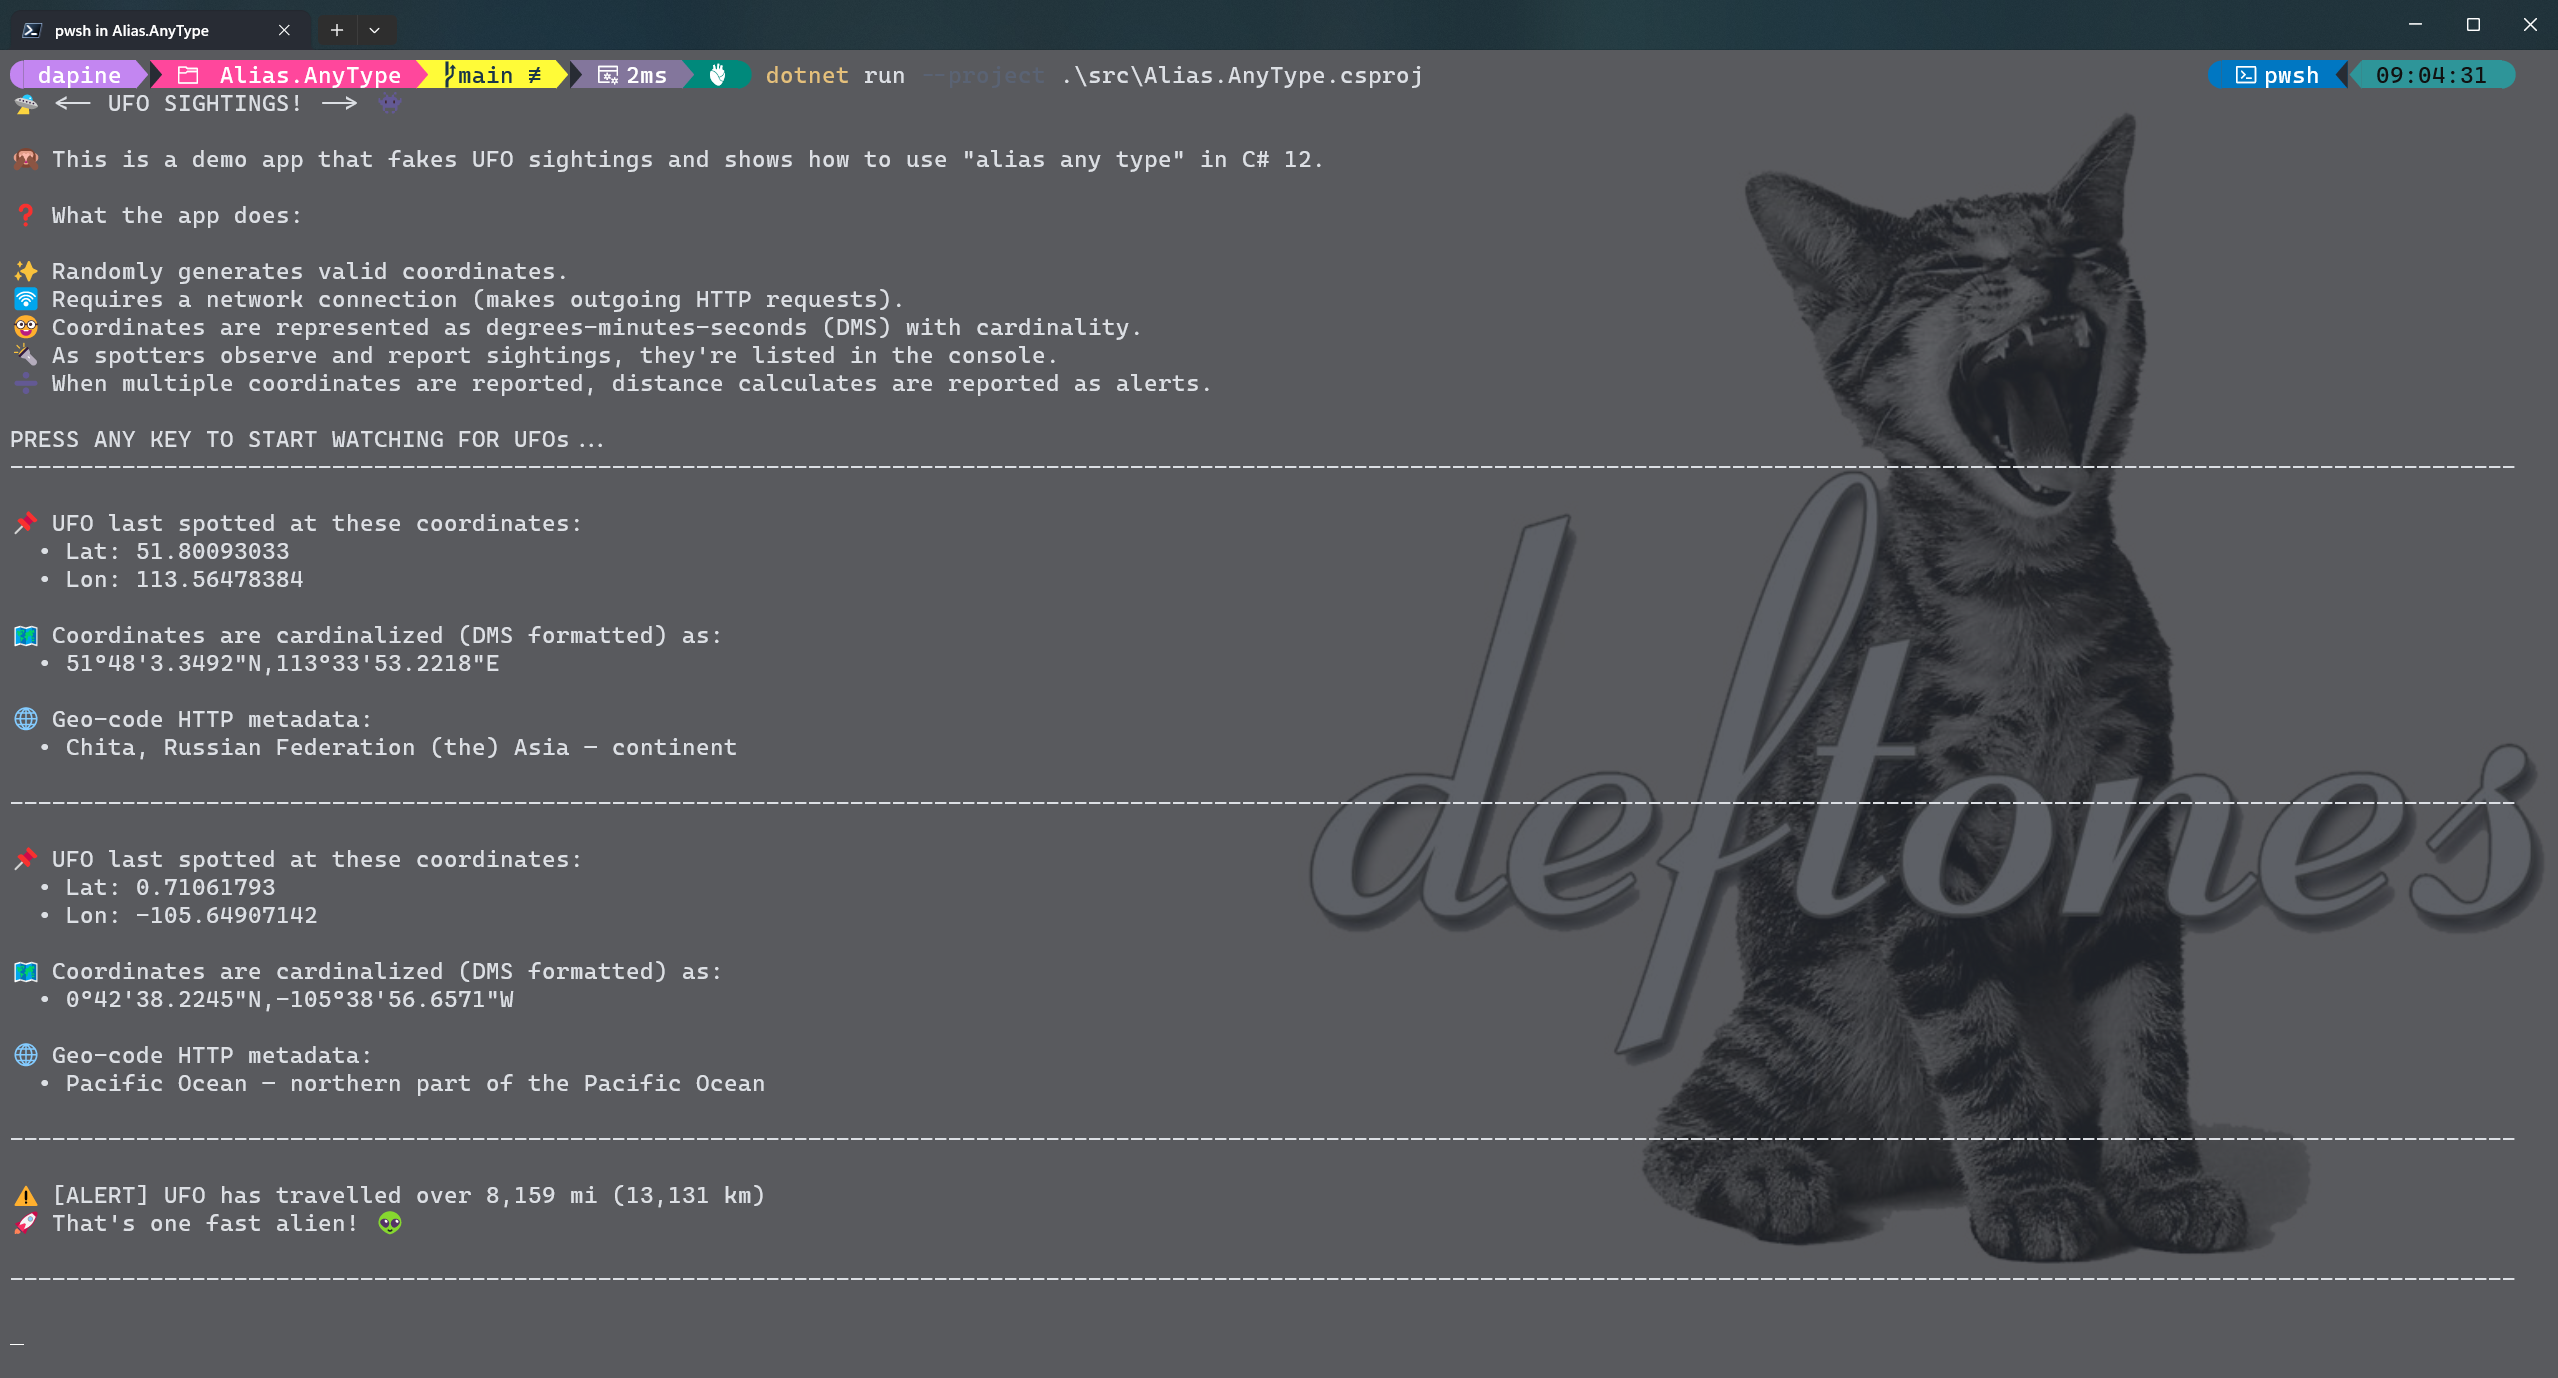 pwsh in Alias.AnyType
dapine Alias.AnyType main ≢ 2ms dotnet run --project .\src\Alias.AnyType.csproj pwsh 09:04:31
🛸 <── UFO SIGHTINGS! ──> 👾
🙈 This is a demo app that fakes UFO sightings and shows how to use "alias any type" in C# 12.
❓ What the app does:
✨ Randomly generates valid coordinates.
🛜 Requires a network connection (makes outgoing HTTP requests).
🤓 Coordinates are represented as degrees-minutes-seconds (DMS) with cardinality.
🔦 As spotters observe and report sightings, they're listed in the console.
➗ When multiple coordinates are reported, distance calculates are reported as alerts.
PRESS ANY KEY TO START WATCHING FOR UFOs...
📌 UFO last spotted at these coordinates:
• Lat: 51.80093033
• Lon: 113.56478384
🗺️ Coordinates are cardinalized (DMS formatted) as:
• 51°48'3.3492"N,113°33'53.2218"E
🌐 Geo-code HTTP metadata:
• Chita, Russian Federation (the) Asia - continent
📌 UFO last spotted at these coordinates:
• Lat: 0.71061793
• Lon: -105.64907142
🗺️ Coordinates are cardinalized (DMS formatted) as:
• 0°42'38.2245"N,-105°38'56.6571"W
🌐 Geo-code HTTP metadata:
• Pacific Ocean - northern part of the Pacific Ocean
⚠️ [ALERT] UFO has travelled over 8,159 mi (13,131 km)
🚀 That's one fast alien! 👽
deftones